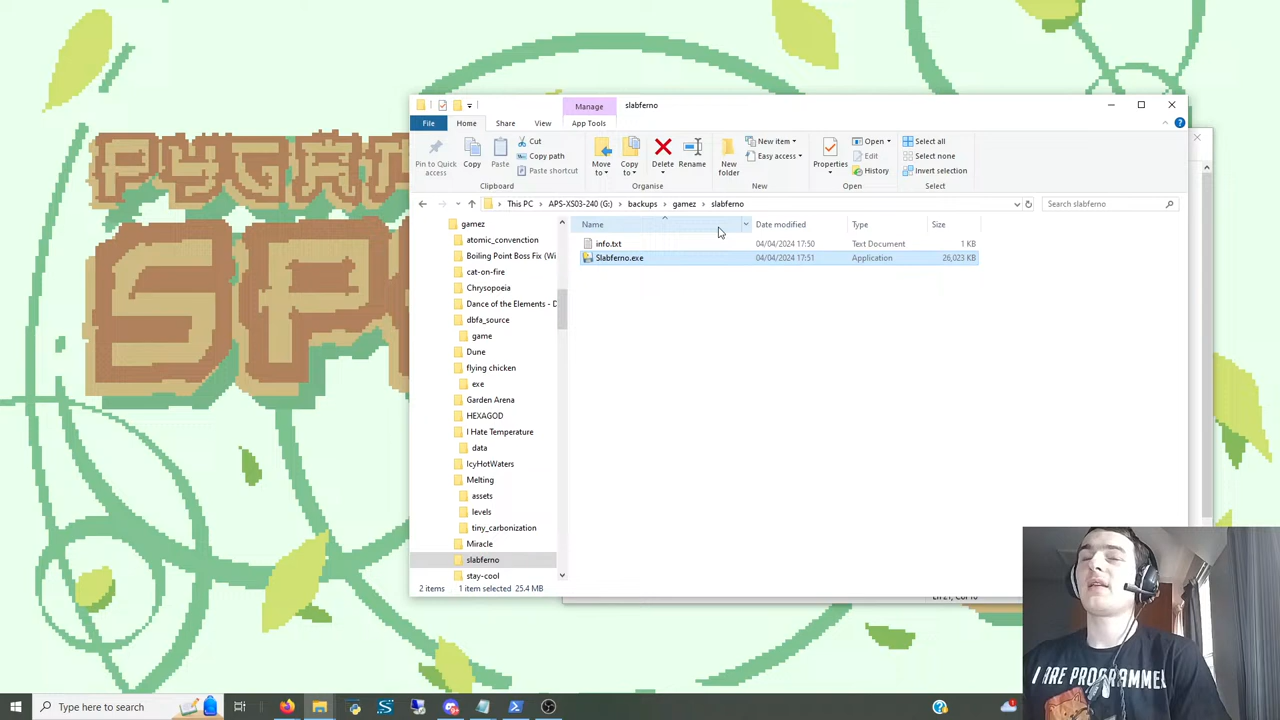 slabferno
Manage
File Home Share View App Tools
Pin to Quick access
Copy
Paste
Cut
Copy path
Paste shortcut
Clipboard
Move to
Copy to
Delete
Rename
Organise
New folder
New item
Easy access
New
Properties
Open
Edit
History
Open
Select all
Select none
Invert selection
Select
This PC > APS-XS03-240 (G:) > backups > gamez > slabferno
Search slabferno
Name Date modified Type Size
info.txt 04/04/2024 17:50 Text Document 1 KB
Slabferno.exe 04/04/2024 17:51 Application 26,023 KB
gamez
atomic_convention
Boiling Point Boss Fix (Wi
cat-on-fire
Chrysopoeia
Dance of the Elements - D
dbfa_source
game
Dune
flying chicken
exe
Garden Arena
HEXAGOD
I Hate Temperature
data
IcyHotWaters
Melting
assets
levels
tiny_carbonization
Miracle
slabferno
stay-cool
2 items 1 item selected 25.4 MB
PYGA
SP
I ARE PROGRAMMER
Type here to search